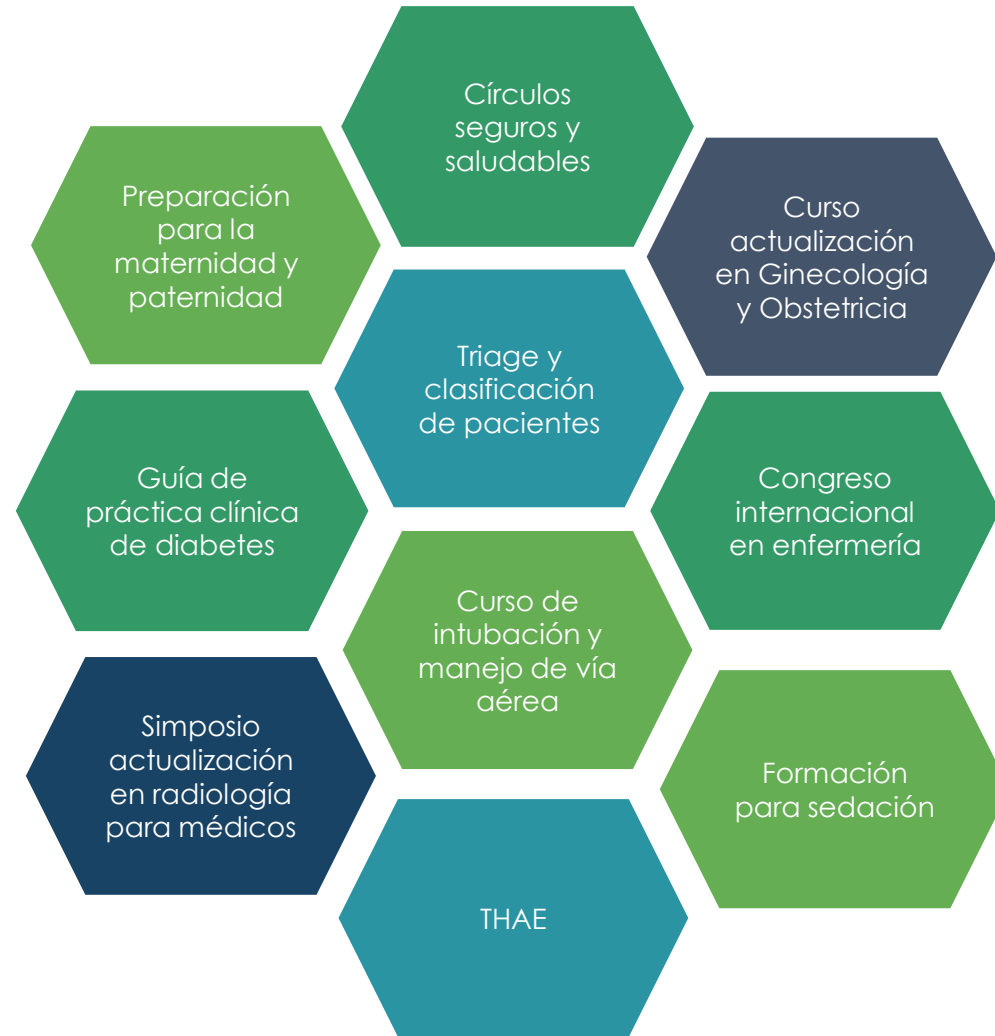 Círculos
seguros y
saludables
Preparación
para la
maternidad y
paternidad
Curso
actualización
en Ginecología
y Obstetricia
Triage y
clasificación
de pacientes
Guía de
práctica clínica
de diabetes
Congreso
internacional
en enfermería
Curso de
intubación y
manejo de vía
aérea
Simposio
actualización
en radiología
para médicos
Formación
para sedación
THAE